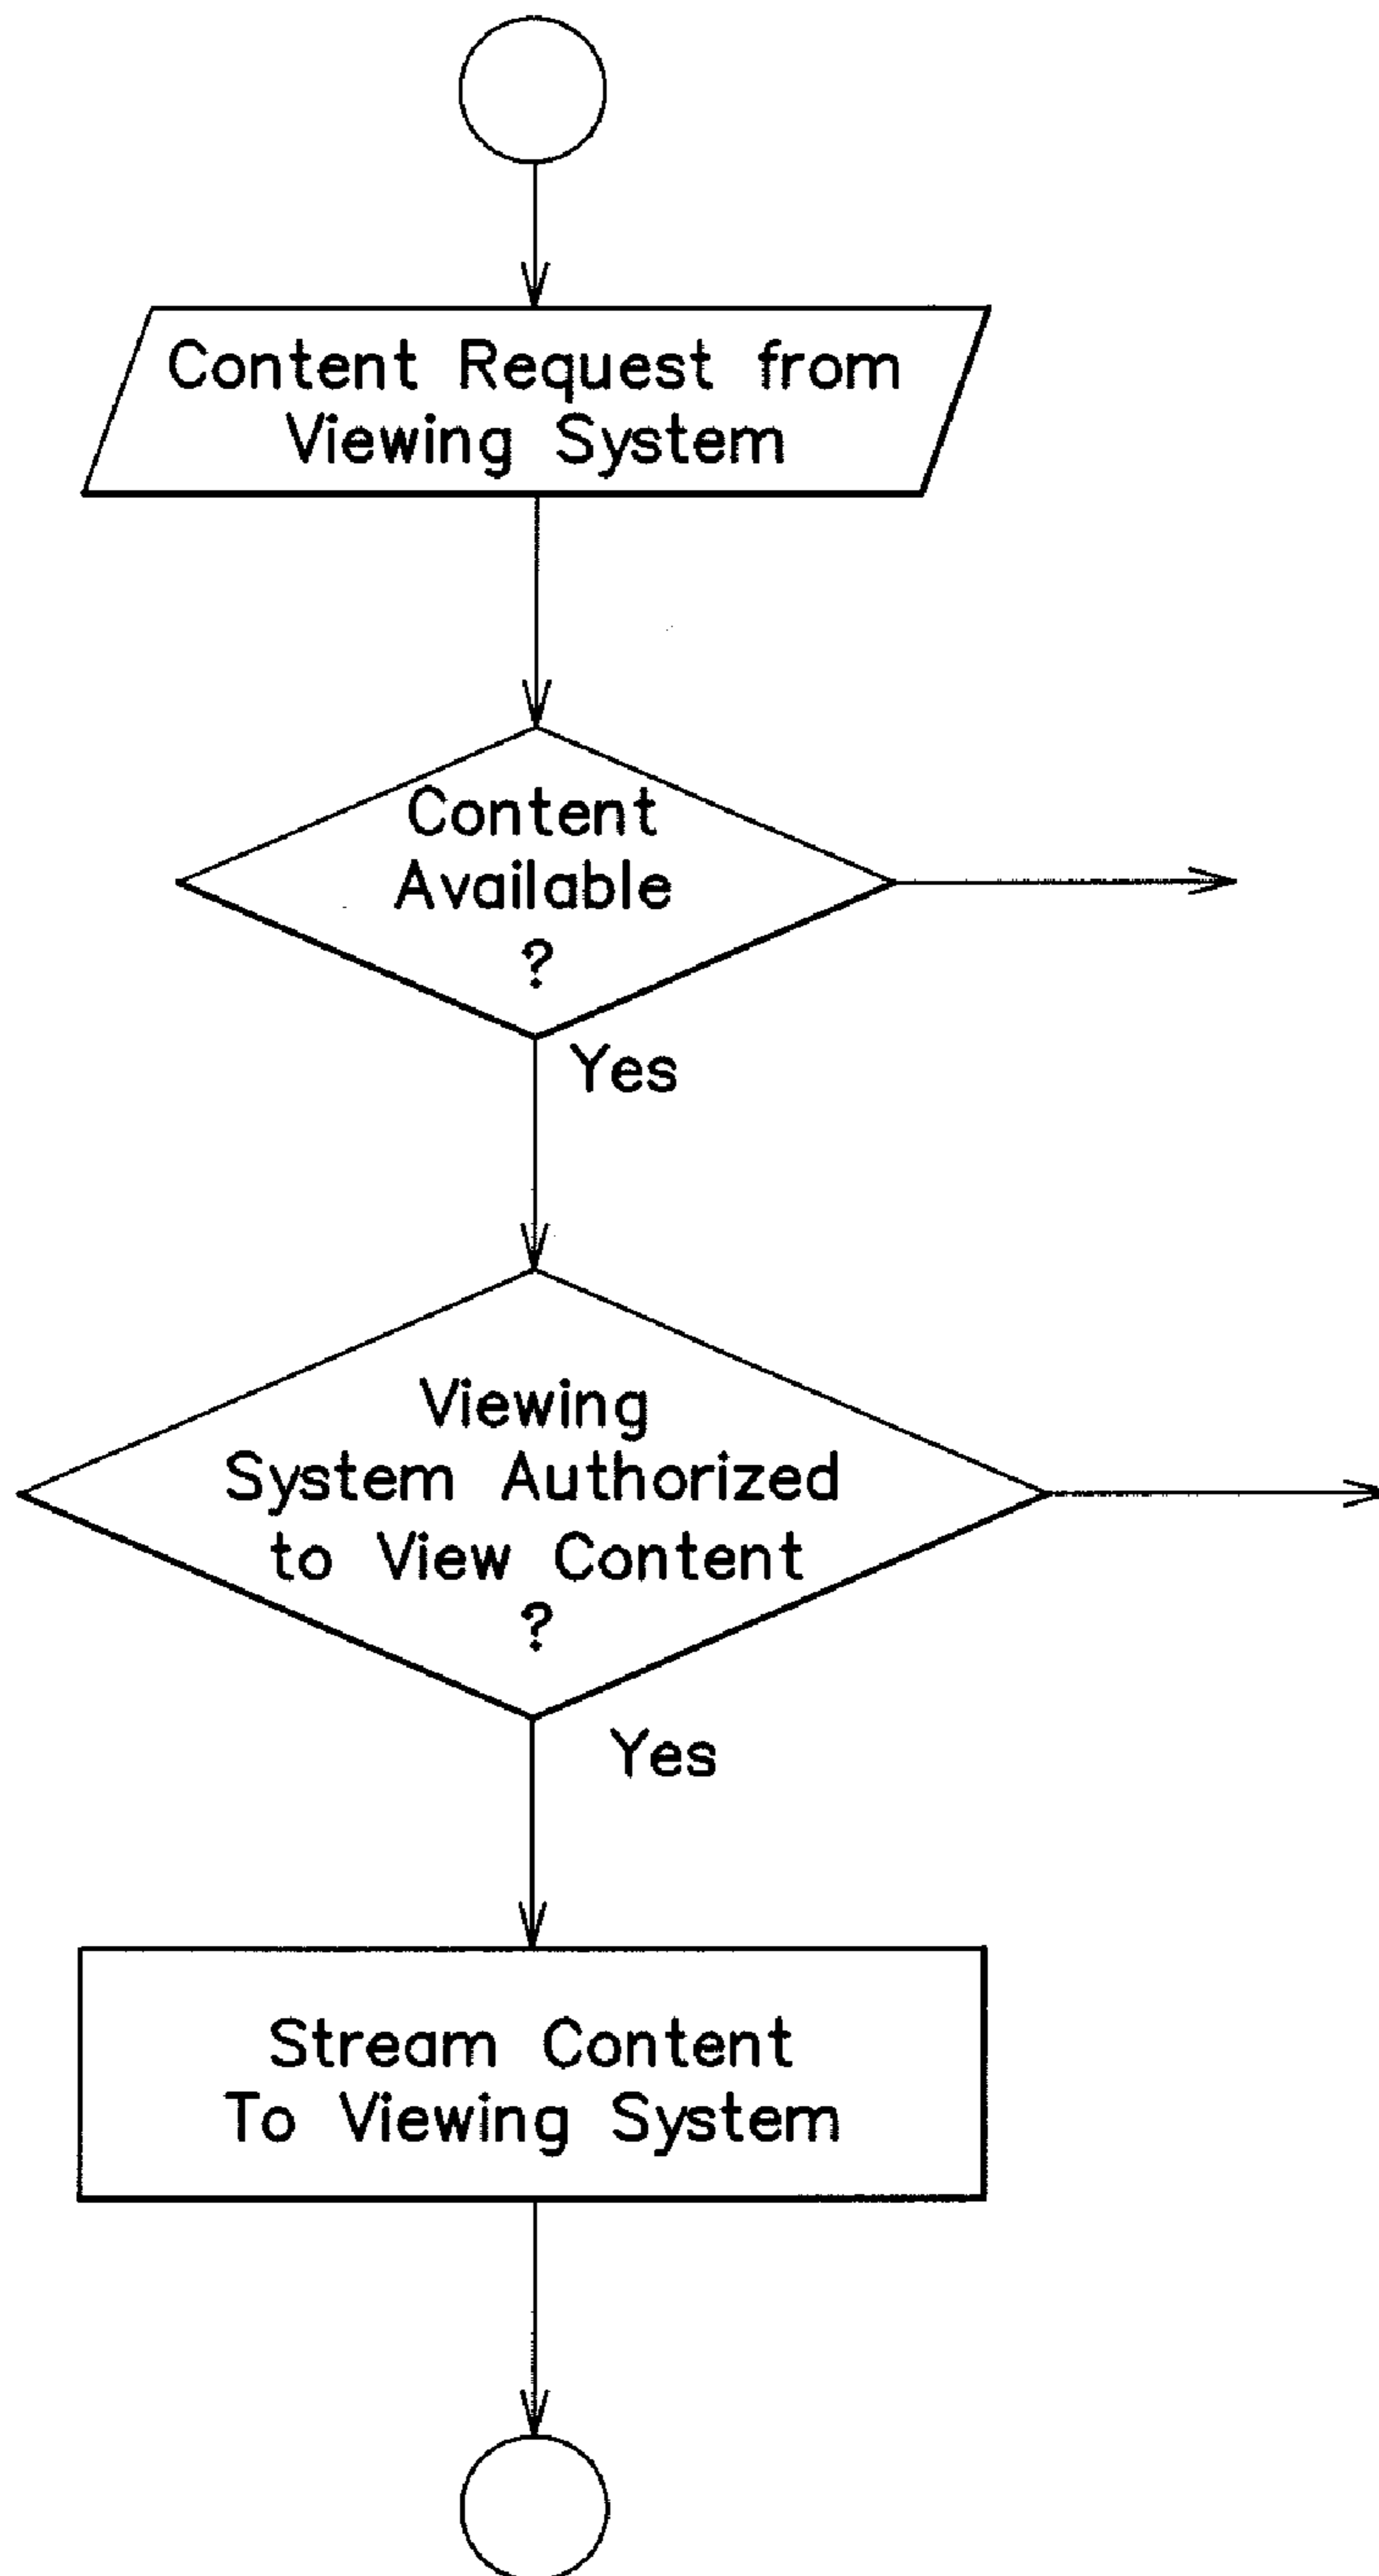 Content Request from
Viewing System
Content
Available
?
Yes
Viewing
System Authorized
to View Content
?
Yes
Stream Content
To Viewing System